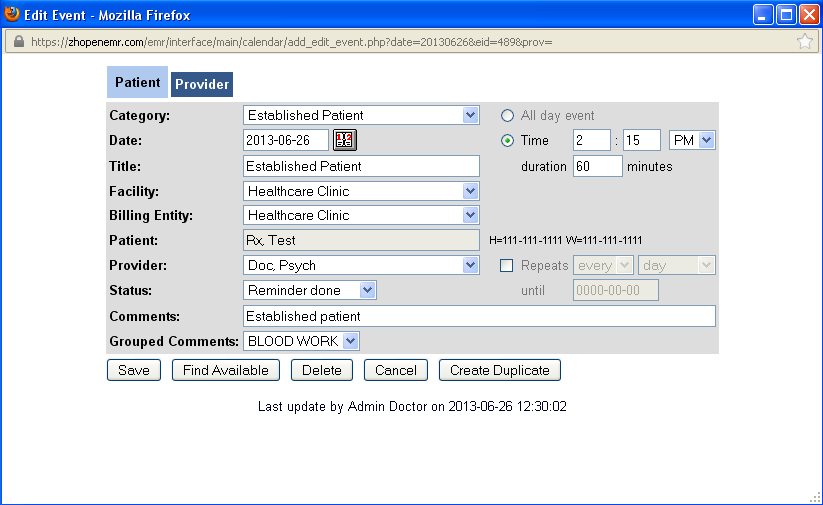 Edit Event - Mozilla Firefox
https://zhopenemr.com/emr/interface/main/calendar/add_edit_event.php?date=20130626&eid=489&prov=
Patient Provider
Category: Established Patient All day event
Date: 2013-06-26 Time 2 : 15 PM
Title: Established Patient duration 60 minutes
Facility: Healthcare Clinic
Billing Entity: Healthcare Clinic
Patient: Rx, Test H=111-111-1111 W=111-111-1111
Provider: Doc, Psych Repeats every day
Status: Reminder done until 0000-00-00
Comments: Established patient
Grouped Comments: BLOOD WORK
Save Find Available Delete Cancel Create Duplicate
Last update by Admin Doctor on 2013-06-26 12:30:02